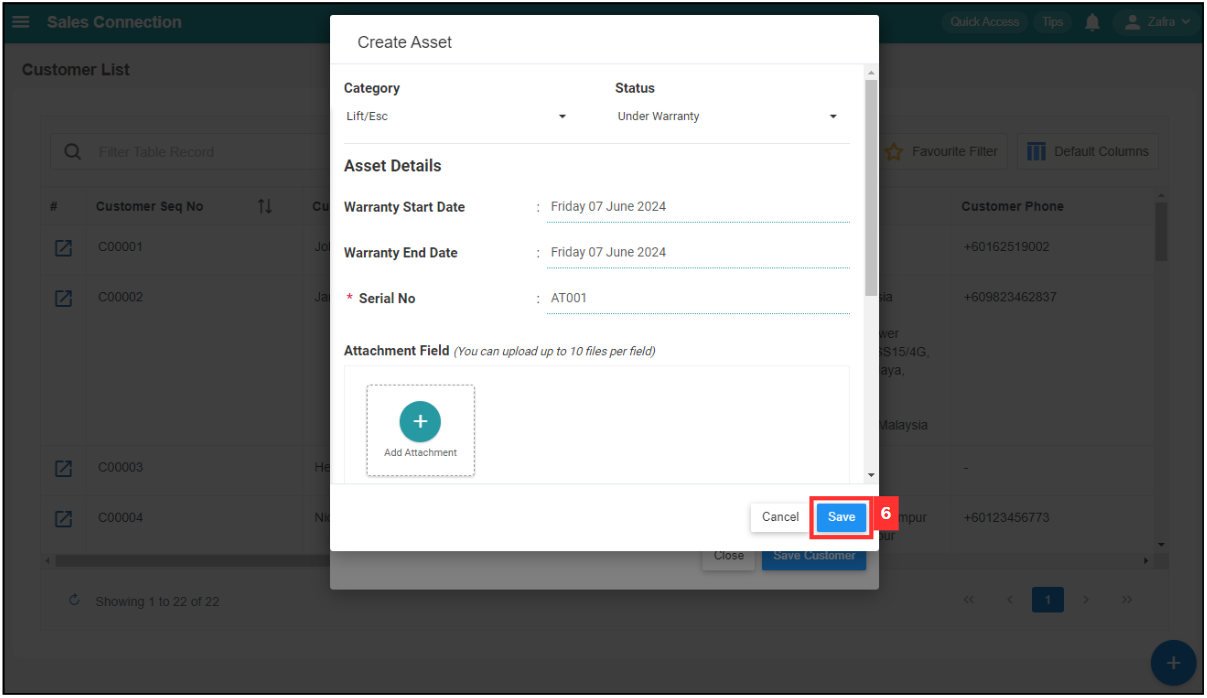 Sales Connection
Quick Access
Tips
Zafra
Customer List
Create Asset
Category
Status
Lift/Esc
Under Warranty
Asset Details
Warranty Start Date : Friday 07 June 2024
Warranty End Date : Friday 07 June 2024
* Serial No : AT001
Attachment Field (You can upload up to 10 files per field)
+
Add Attachment
Cancel
Save
6
Filter Table Record
Favourite Filter
Default Columns
# Customer Seq No Cu Customer Phone
C00001 Jo +60162519002
C00002 Ja sia +609823462837
wer
SS15/4G,
aya,
Malaysia
C00003 He -
C00004 Nic mpur +60123456773
pur
Close
Save Customer
Showing 1 to 22 of 22
<< < 1 > >>
+